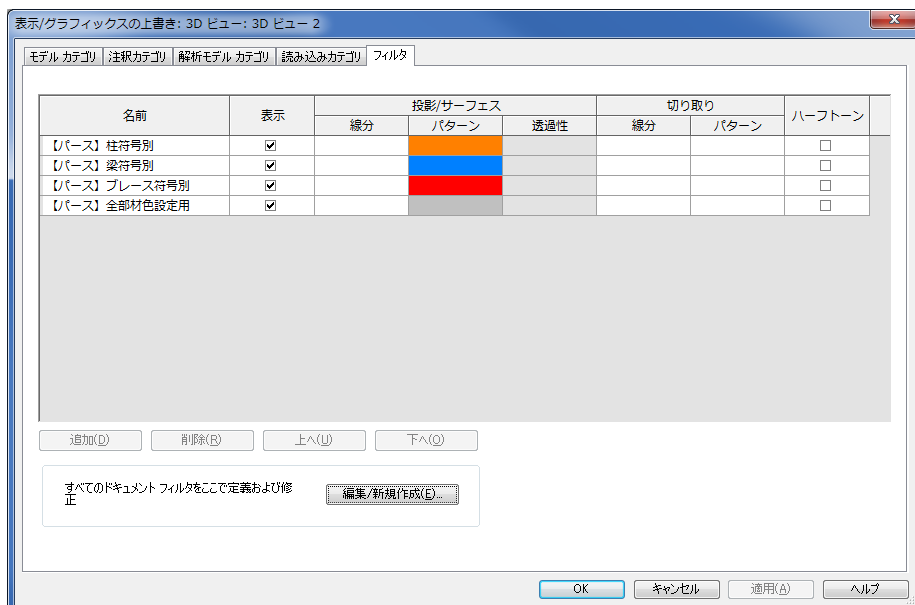 表示/グラフィックスの上書き: 3D ビュー: 3D ビュー 2
モデル カテゴリ 注釈カテゴリ 解析モデル カテゴリ 読み込みカテゴリ フィルタ
名前 表示 投影/サーフェス 切り取り ハーフトーン
線分 パターン 透過性 線分 パターン
【パース】柱符号別
【パース】梁符号別
【パース】ブレース符号別
【パース】全部材色設定用
追加(D) 削除(R) 上へ(U) 下へ(O)
すべてのドキュメント フィルタをここで定義および修
正
編集/新規作成(E)...
OK キャンセル 適用(A) ヘルプ